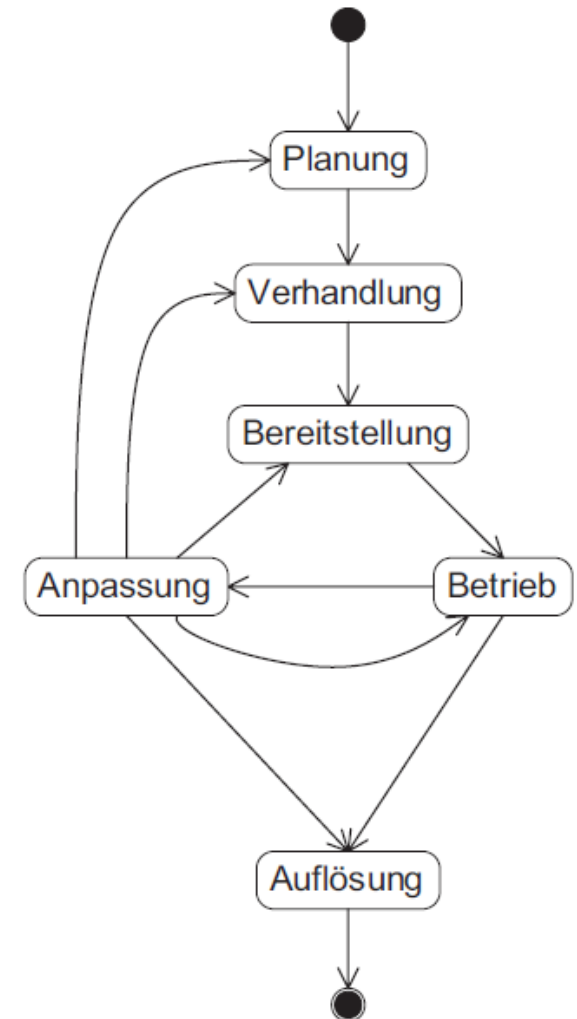 Planung
Verhandlung
Bereitstellung
Anpassung
Betrieb
Auflösung